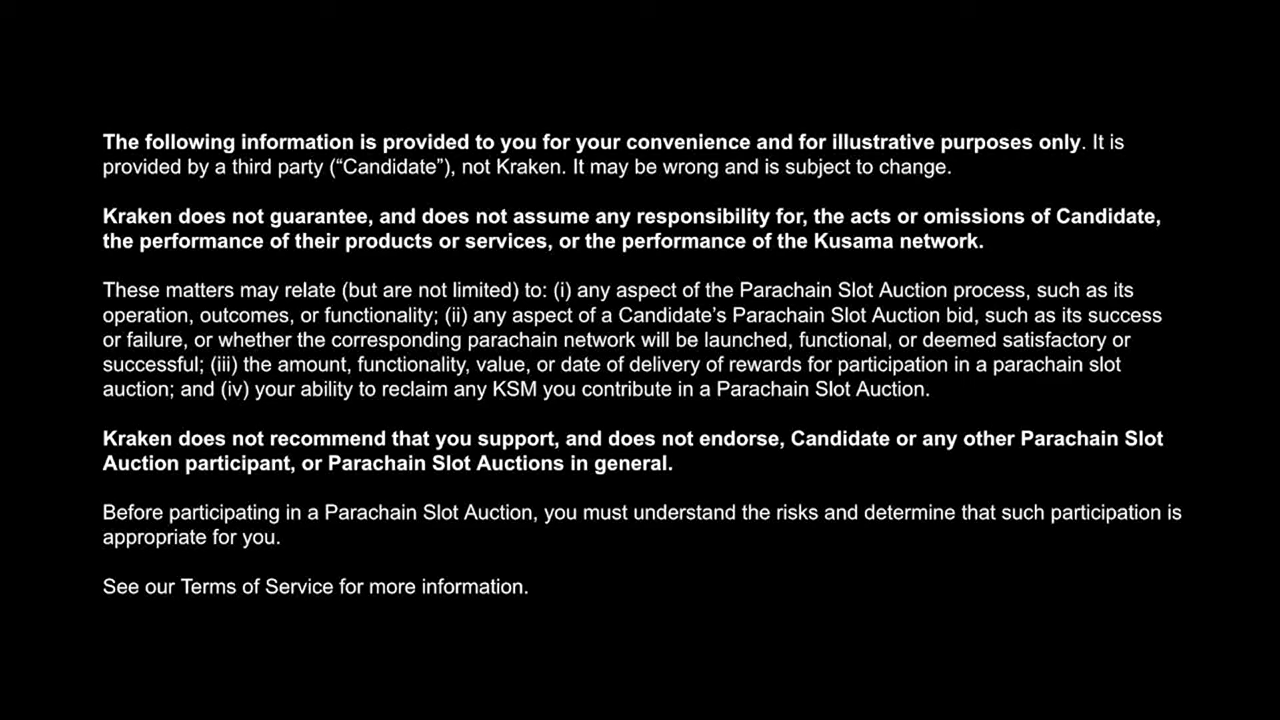 The following information is provided to you for your convenience and for illustrative purposes only. It is
provided by a third party (“Candidate”), not Kraken. It may be wrong and is subject to change.
Kraken does not guarantee, and does not assume any responsibility for, the acts or omissions of Candidate,
the performance of their products or services, or the performance of the Kusama network.
These matters may relate (but are not limited) to: (i) any aspect of the Parachain Slot Auction process, such as its
operation, outcomes, or functionality; (ii) any aspect of a Candidate’s Parachain Slot Auction bid, such as its success
or failure, or whether the corresponding parachain network will be launched, functional, or deemed satisfactory or
successful; (iii) the amount, functionality, value, or date of delivery of rewards for participation in a parachain slot
auction; and (iv) your ability to reclaim any KSM you contribute in a Parachain Slot Auction.
Kraken does not recommend that you support, and does not endorse, Candidate or any other Parachain Slot
Auction participant, or Parachain Slot Auctions in general.
Before participating in a Parachain Slot Auction, you must understand the risks and determine that such participation is
appropriate for you.
See our Terms of Service for more information.